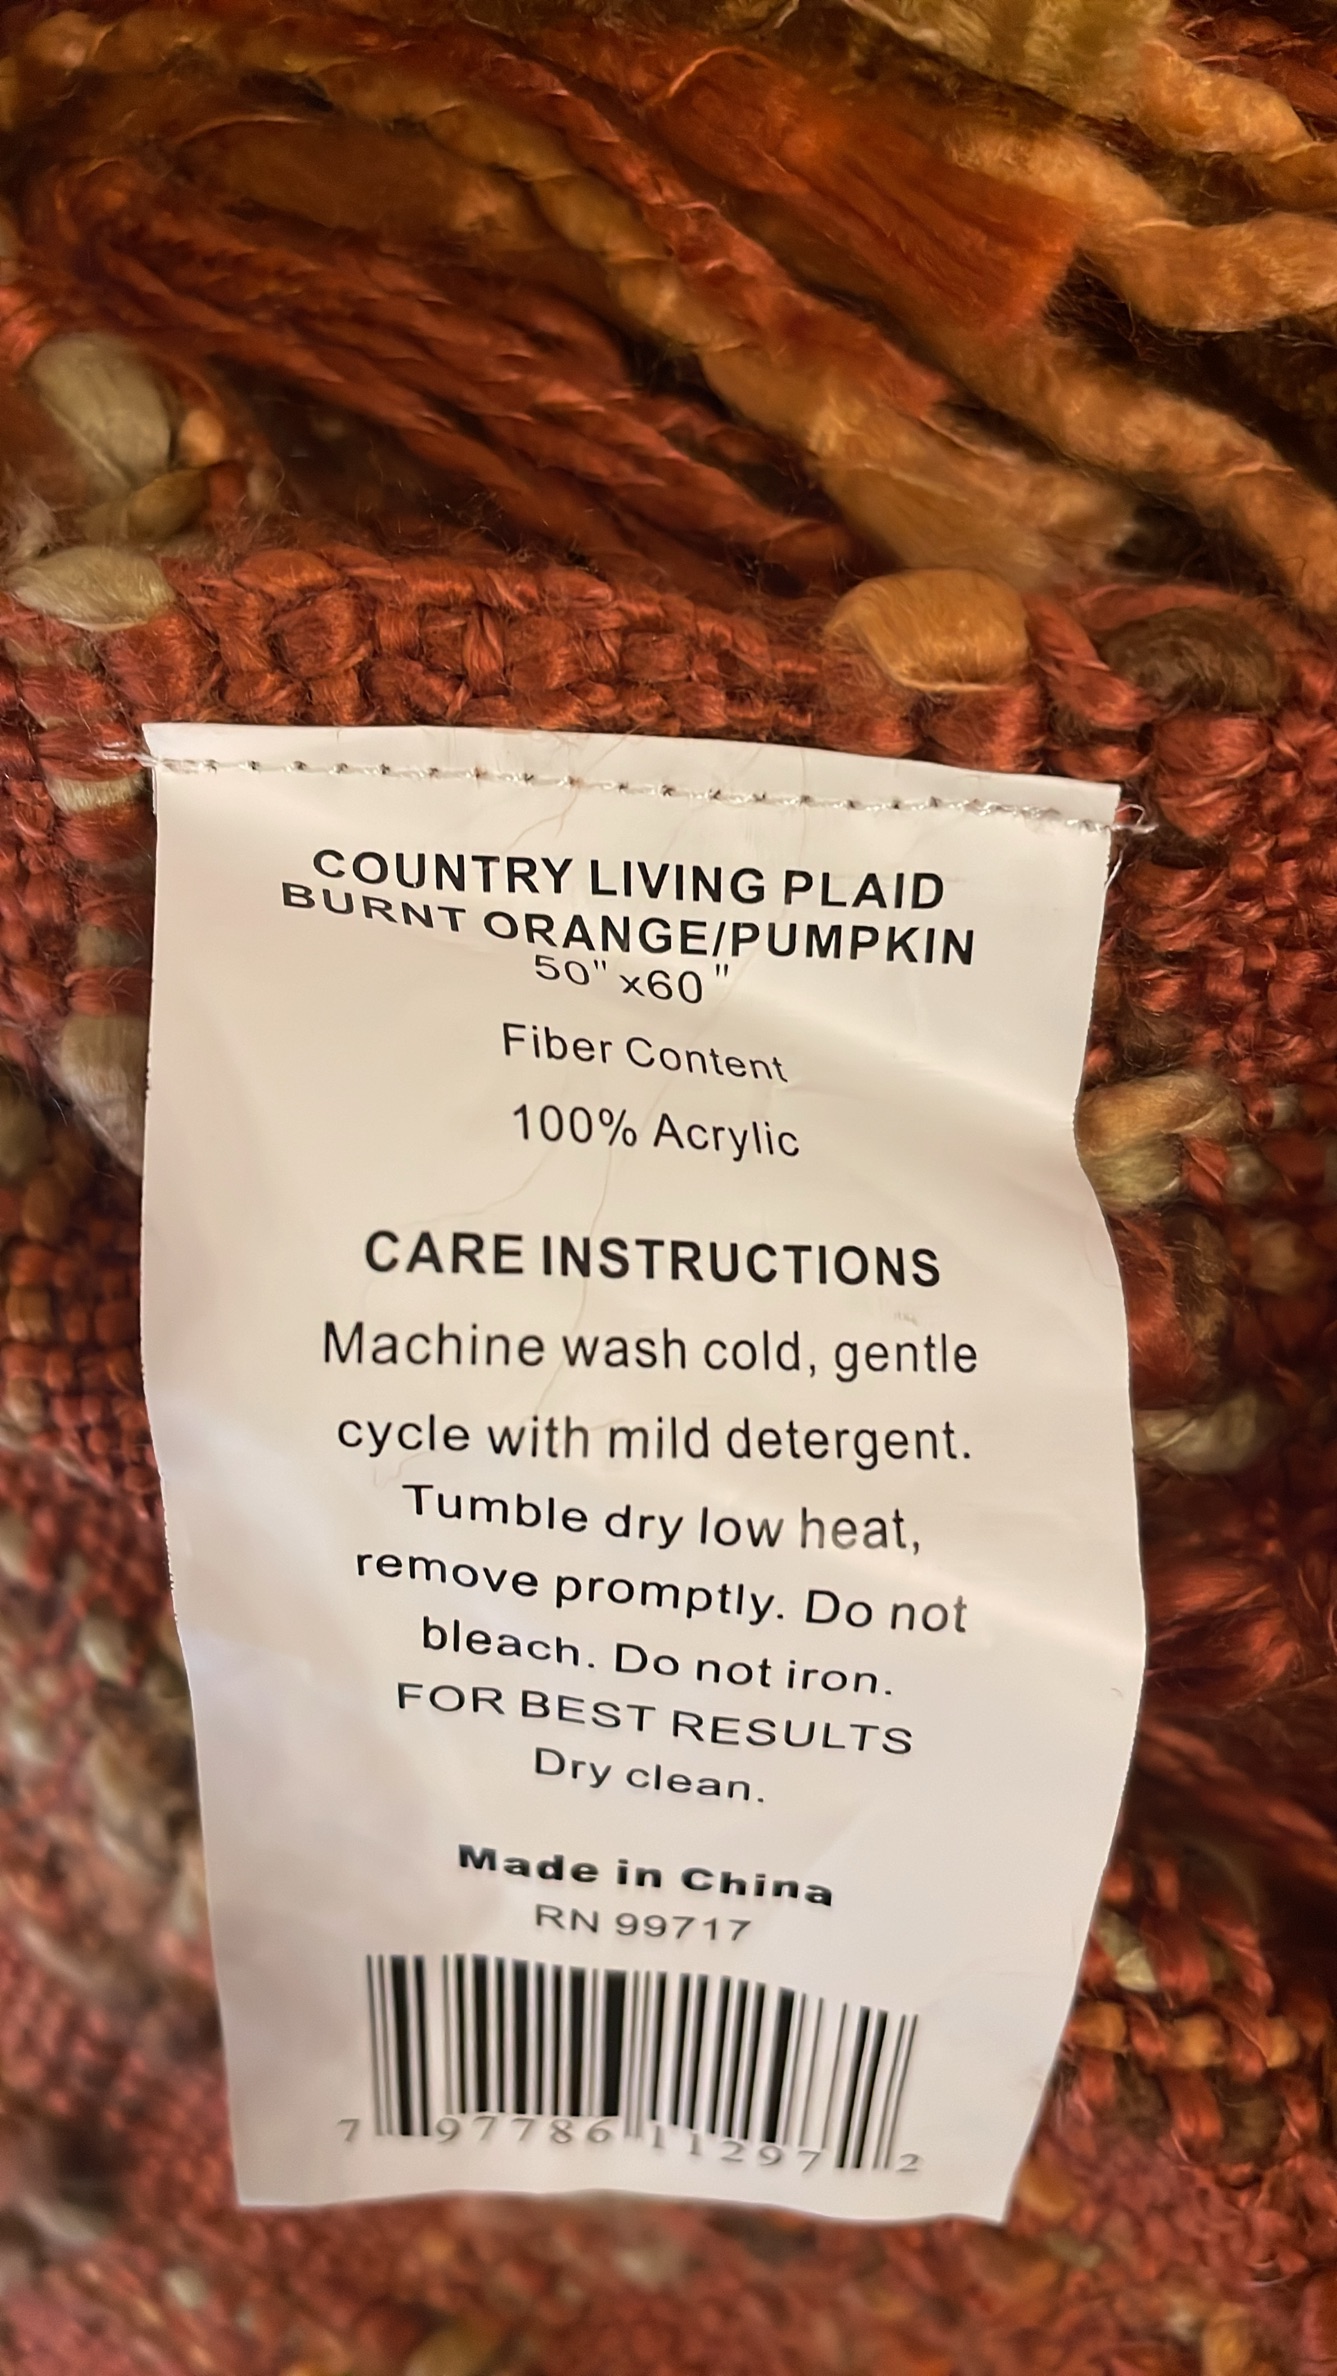 COUNTRY LIVING PLAID
BURNT ORANGE/PUMPKIN
50"x60"
Fiber Content
100% Acrylic
CARE INSTRUCTIONS
Machine wash cold, gentle
cycle with mild detergent.
Tumble dry low heat,
remove promptly. Do not
bleach. Do not iron.
FOR BEST RESULTS
Dry clean.
Made in China
RN 99717
7 97786 11297 2